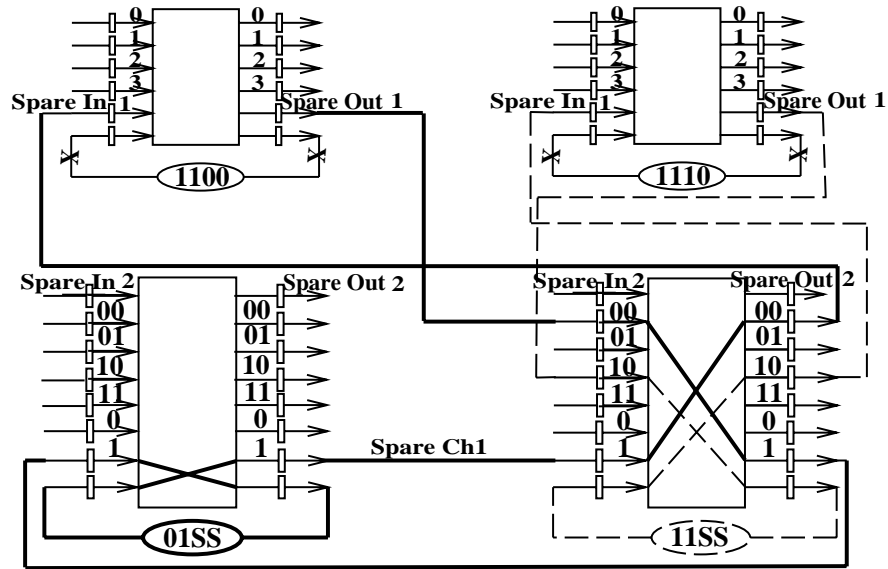 0 0 0 0
1 1 1 1
2 2 2 2
3 3 3 3
Spare In 1 Spare Out 1 Spare In 1 Spare Out 1
X X X X
1100 1110
Spare In 2 Spare Out 2 Spare In 2 Spare Out 2
00 00 00 00
01 01 01 01
10 10 10 10
11 11 11 11
0 0 0 0
1 1 Spare Ch1 1 1
01SS 11SS